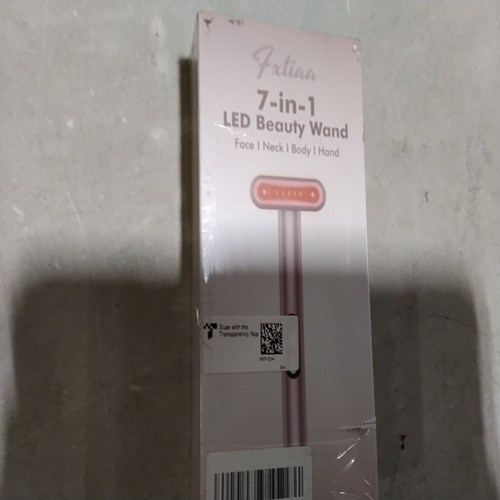 Fxtiaa
7-in-1
LED Beauty Wand
Face I Neck I Body I Hand
Scan with the
Transparency App